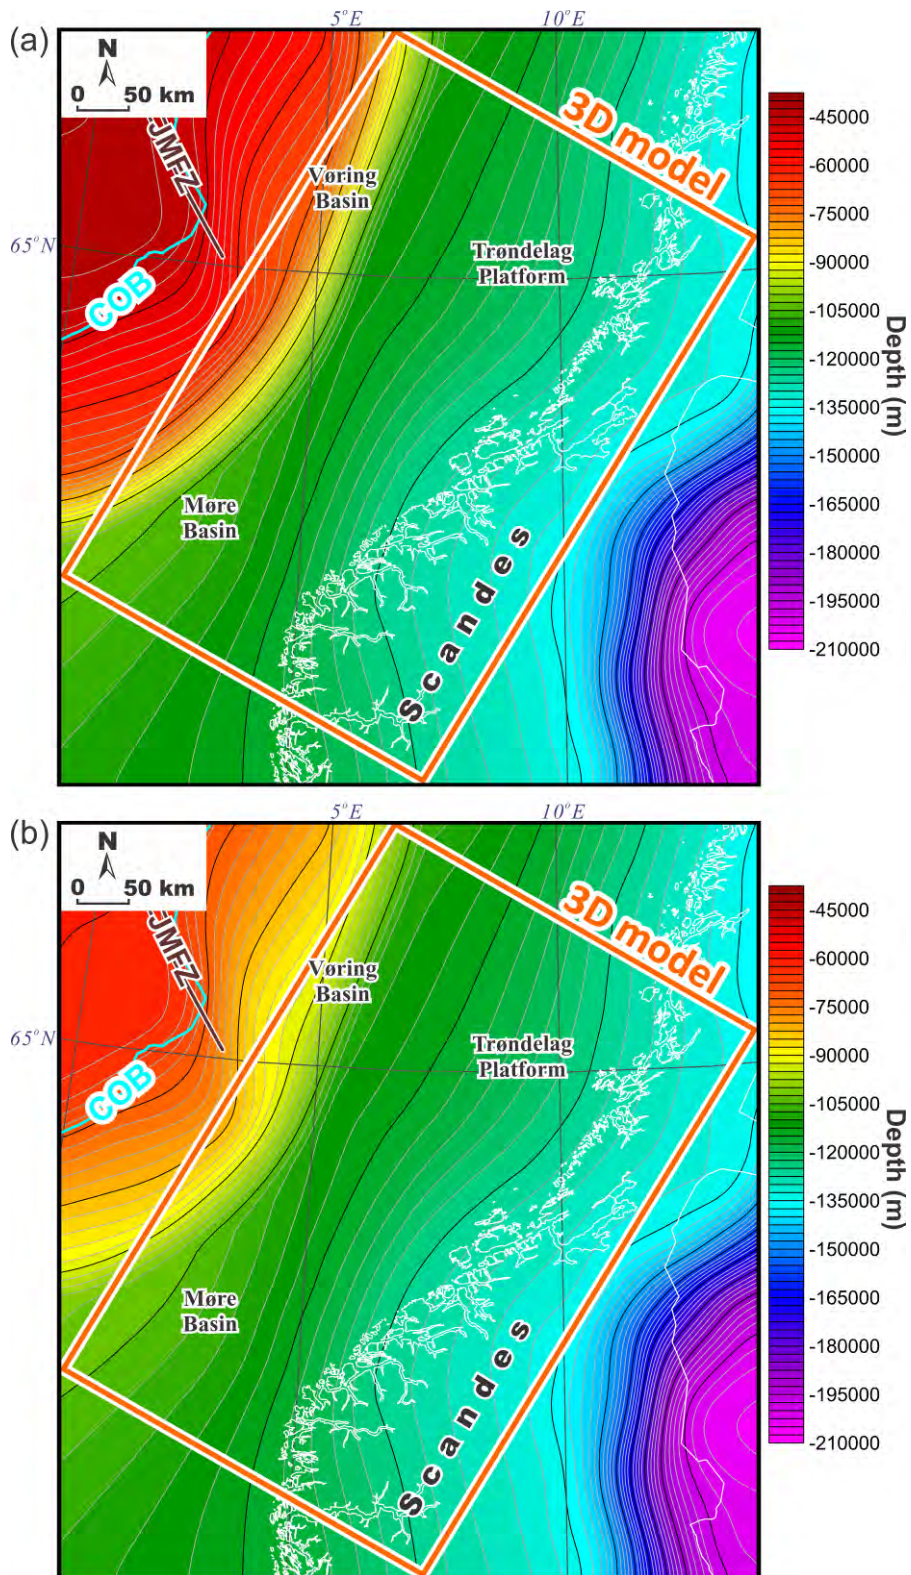 (a)
5°E
10°E
N
0 50 km
JMFZ
3D model
Vøring
Basin
65°N
Trøndelag
Platform
COB
Møre
Basin
Scandes
-45000
-60000
-75000
-90000
-105000
-120000
-135000
-150000
-165000
-180000
-195000
-210000
Depth (m)
(b)
5°E
10°E
N
0 50 km
JMFZ
3D model
Vøring
Basin
65°N
Trøndelag
Platform
COB
Møre
Basin
Scandes
-45000
-60000
-75000
-90000
-105000
-120000
-135000
-150000
-165000
-180000
-195000
-210000
Depth (m)